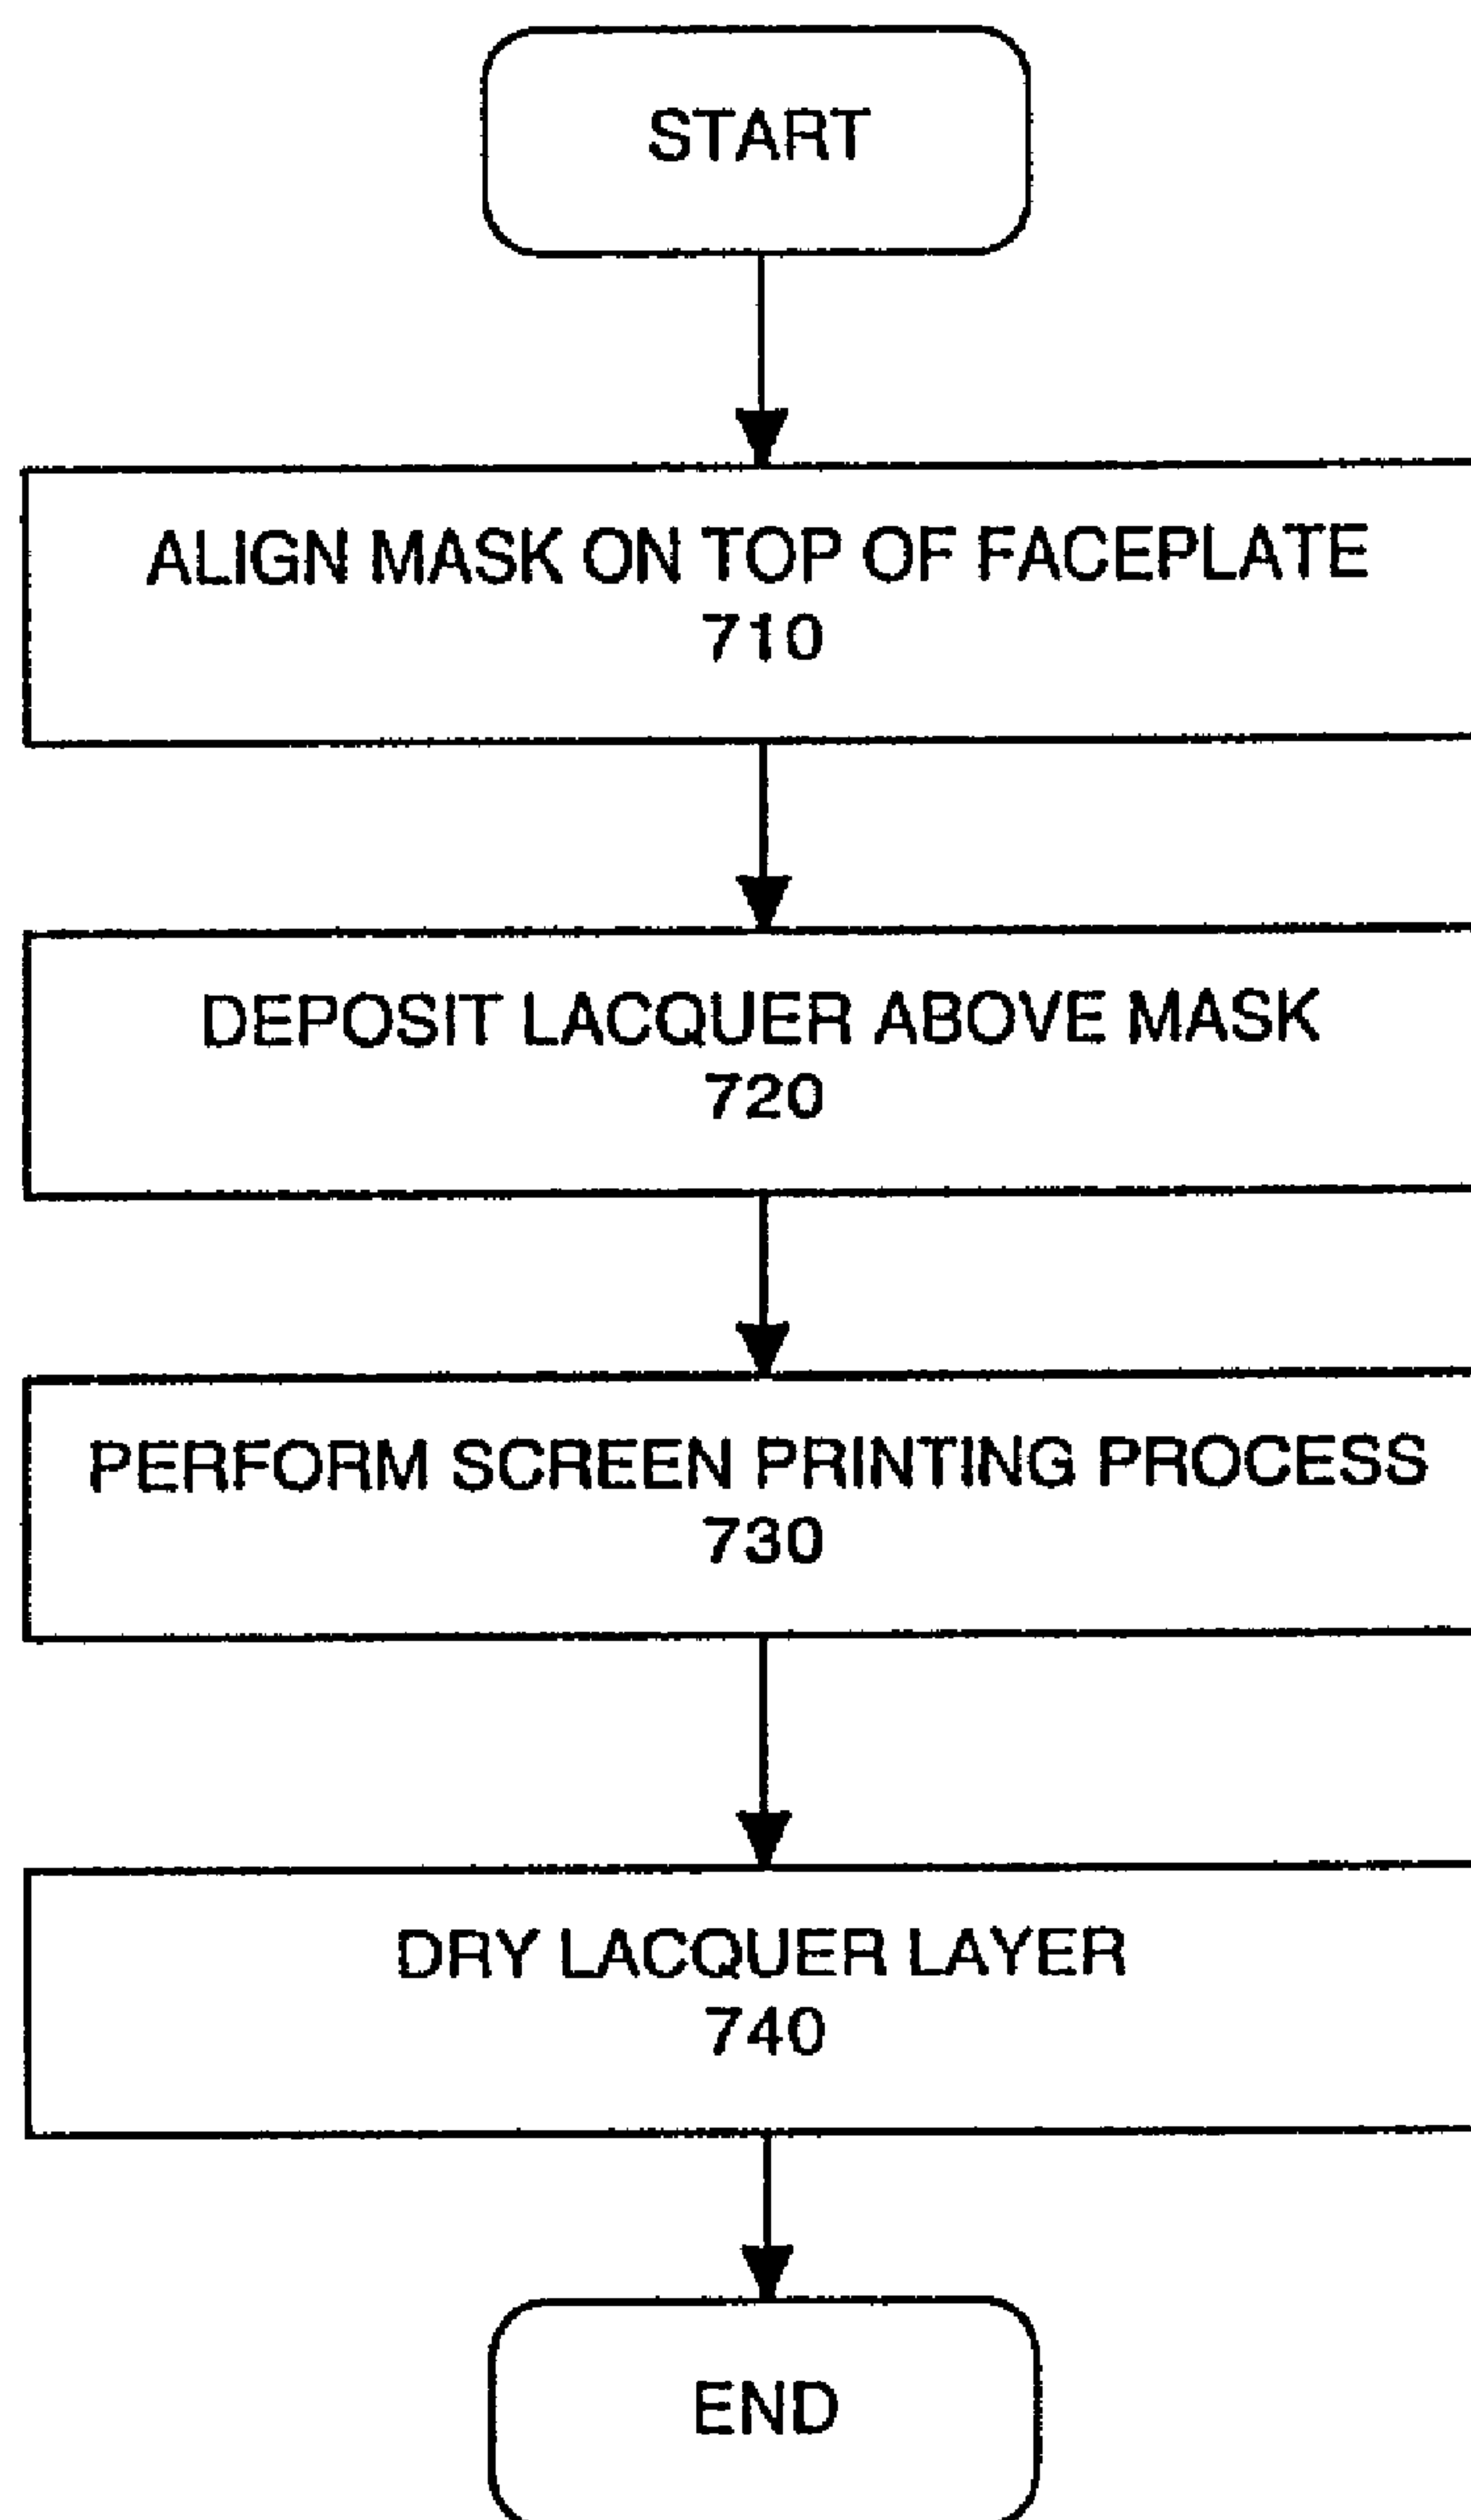 START
ALIGN MASK ON TOP OF FACEPLATE
710
DEPOSIT LACQUER ABOVE MASK
720
PERFORM SCREEN PRINTING PROCESS
730
DRY LACQUER LAYER
740
END